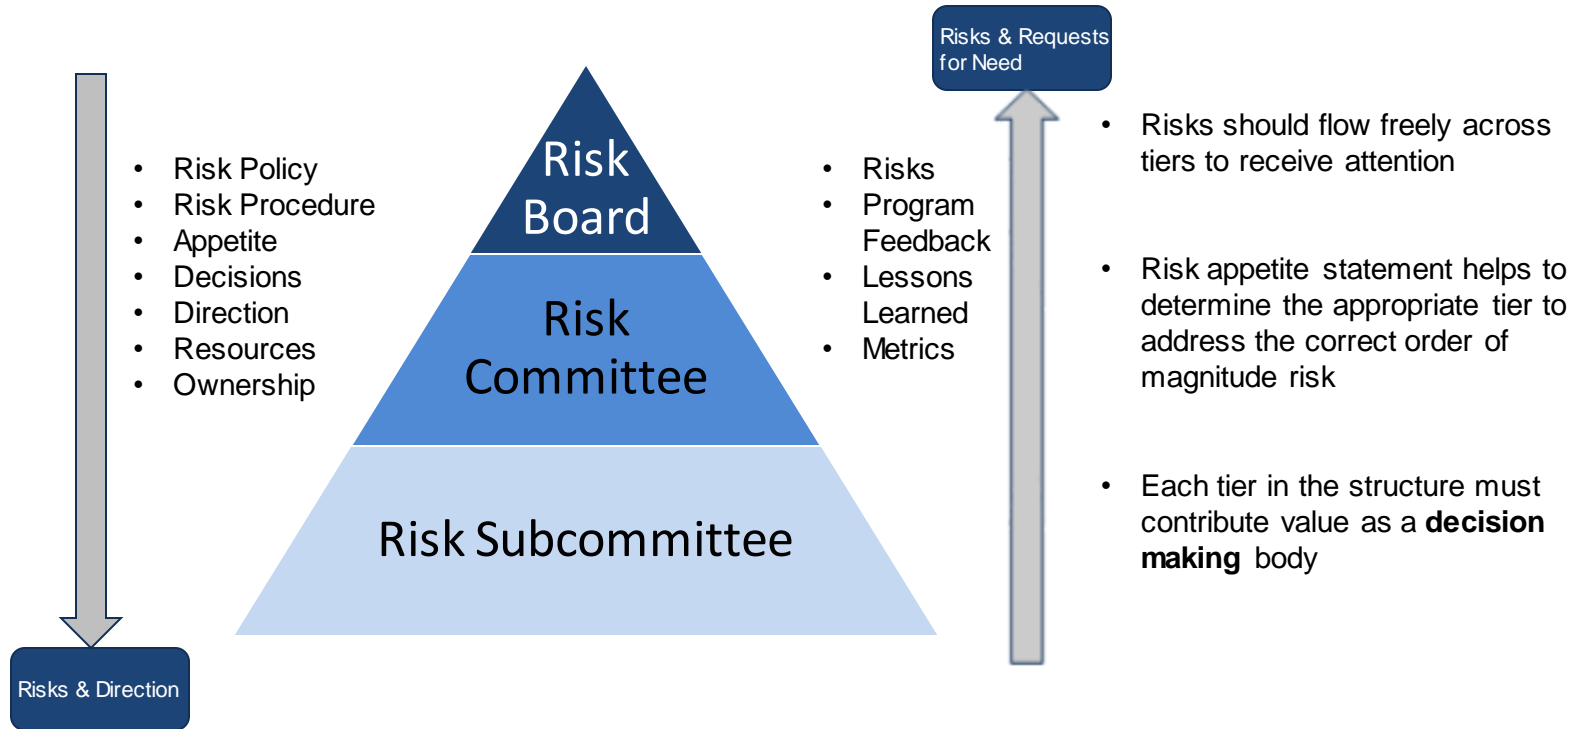 Risks & Requests
for Need
• Risk Policy
• Risk Procedure
• Appetite
• Decisions
• Direction
• Resources
• Ownership
Risks & Direction
Risk
Board
Risk
Committee
Risk Subcommittee
• Risks
• Program
Feedback
• Lessons
Learned
• Metrics
• Risks should flow freely across
tiers to receive attention
• Risk appetite statement helps to
determine the appropriate tier to
address the correct order of
magnitude risk
• Each tier in the structure must
contribute value as a decision
making body